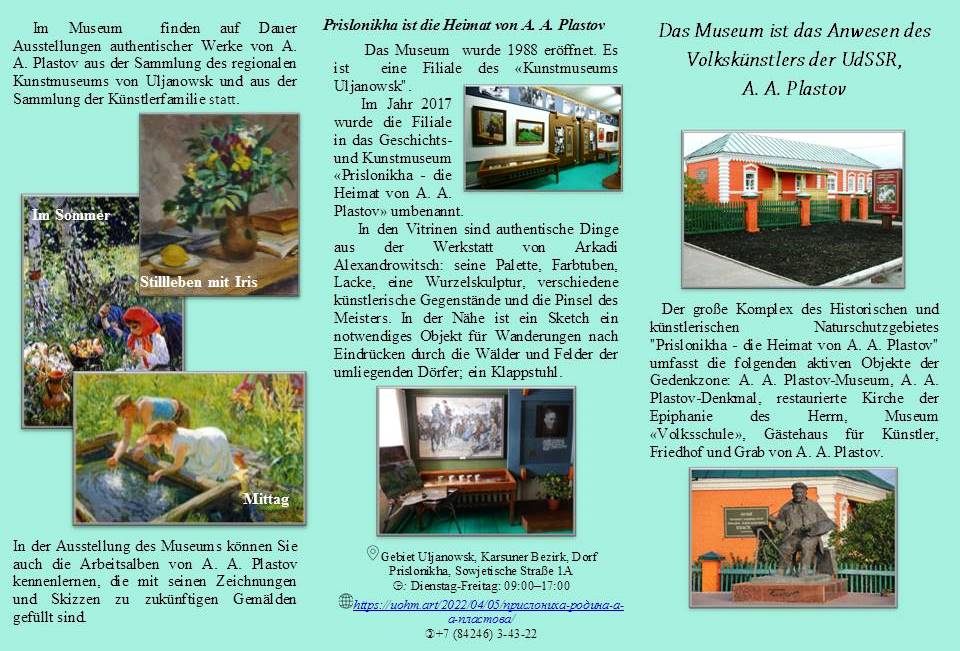 Im Museum finden auf Dauer
Ausstellungen authentischer Werke von A.
A. Plastov aus der Sammlung des regionalen
Kunstmuseums von Uljanowsk und aus der
Sammlung der Künstlerfamilie statt.
Im Sommer
Stillleben mit Iris
Mittag
In der Ausstellung des Museums können Sie
auch die Arbeitsalben von A. A. Plastov
kennenlernen, die mit seinen Zeichnungen
und Skizzen zu zukünftigen Gemälden
gefüllt sind.
Prislonikha ist die Heimat von A. A. Plastov
Das Museum wurde 1988 eröffnet. Es
ist eine Filiale des «Kunstmuseums
Uljanowsk".
Im Jahr 2017
wurde die Filiale
in das Geschichts-
und Kunstmuseum
«Prislonikha - die
Heimat von A. A.
Plastov» umbenannt.
In den Vitrinen sind authentische Dinge
aus der Werkstatt von Arkadi
Alexandrowitsch: seine Palette, Farbtuben,
Lacke, eine Wurzelskulptur, verschiedene
künstlerische Gegenstände und die Pinsel des
Meisters. In der Nähe ist ein Sketch ein
notwendiges Objekt für Wanderungen nach
Eindrücken durch die Wälder und Felder der
umliegenden Dörfer; ein Klappstuhl.
Gebiet Uljanowsk, Karsuner Bezirk, Dorf
Prislonikha, Sowjetische Straße 1A
: Dienstag-Freitag: 09:00–17:00
https://uohm.art/2022/04/05/прислониха-родина-а-
а-пластова/
+7 (84246) 3-43-22
Das Museum ist das Anwesen des
Volkskünstlers der UdSSR,
A. A. Plastov
Der große Komplex des Historischen und
künstlerischen Naturschutzgebietes
"Prislonikha - die Heimat von A. A. Plastov"
umfasst die folgenden aktiven Objekte der
Gedenkzone: A. A. Plastov-Museum, A. A.
Plastov-Denkmal, restaurierte Kirche der
Epiphanie des Herrn, Museum
«Volksschule», Gästehaus für Künstler,
Friedhof und Grab von A. A. Plastov.